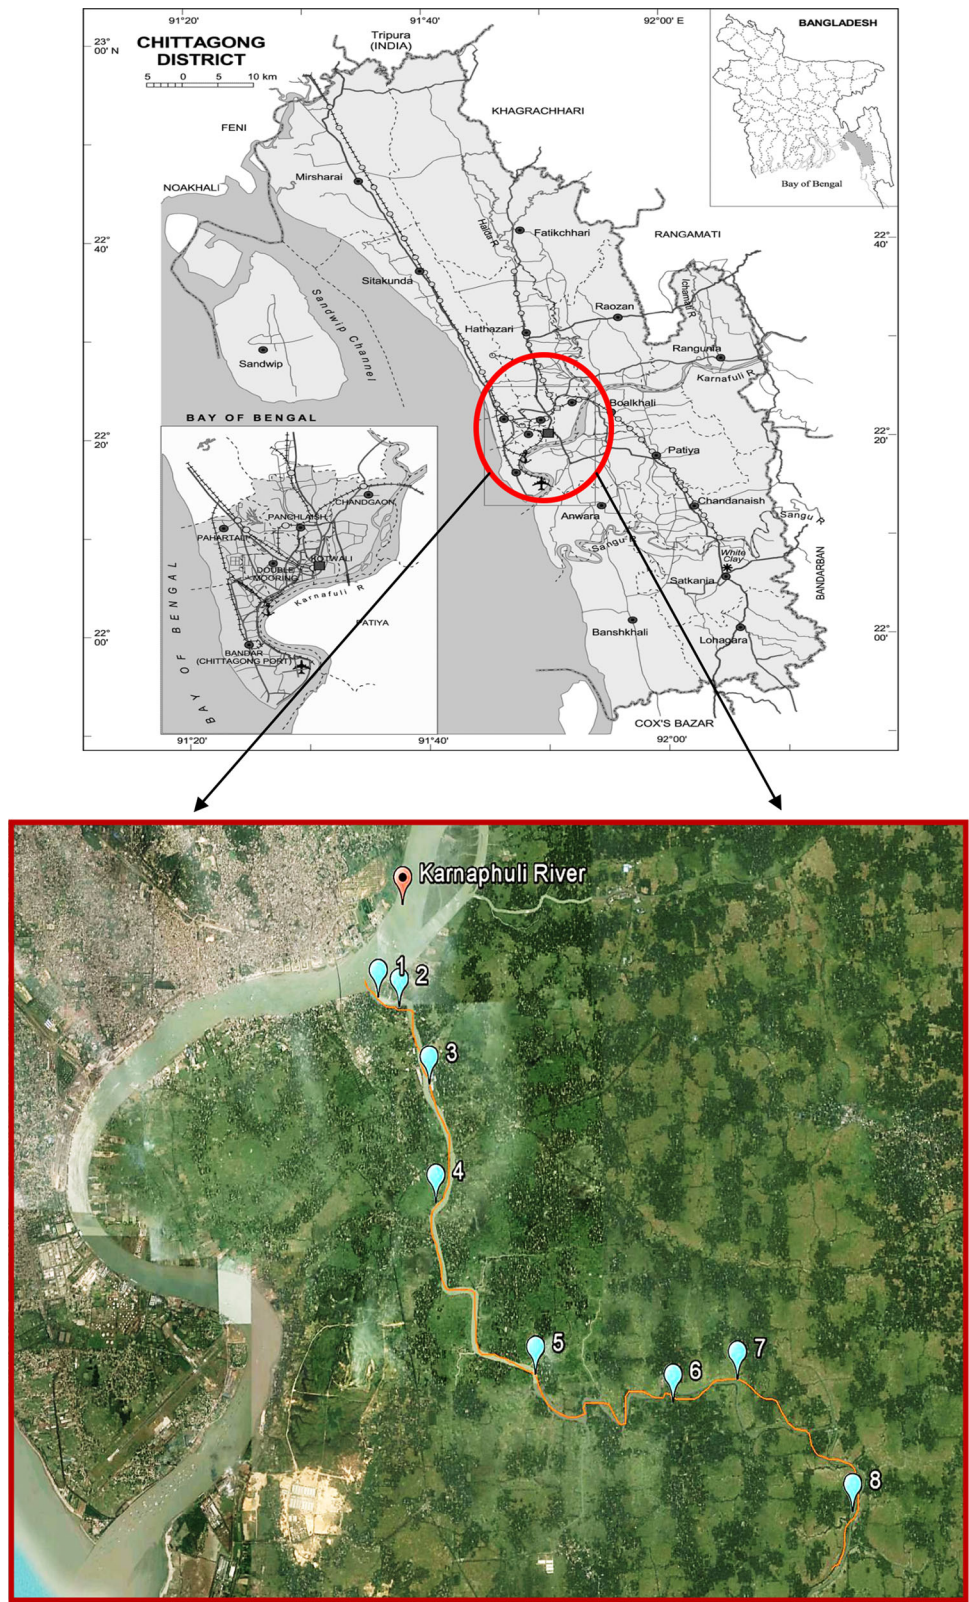 91°20'
91°40'
92°00' E
23°
00' N
CHITTAGONG
DISTRICT
5 0 5 10 km
Tripura
(INDIA)
BANGLADESH
Bay of Bengal
KHAGRACHHARI
FENI
NOAKHALI
Mirsharai
Halda R
Fatikchhari
RANGAMATI
22°
40'
22°
40'
Sitakunda
Sandwip Channel
Ichamati R
Raozan
Hathazari
Rangunia
Sandwip
Karnafuli R
BAY OF BENGAL
Boalkhali
22°
20'
22°
20'
Patiya
CHANDGAON
PANCHLAISH
PAHARTALI
Chandanaish
Sangu R
Anwara
Sangu R
KOTWALI
DOUBLE
MOORING
White
Clay
BANDARBAN
Satkania
Karnafuli R
PATIYA
BAY OF BENGAL
Banshkhali
22°
00'
22°
00'
Lohagara
BANDAR
(CHITTAGONG PORT)
COX'S BAZAR
91°20'
91°40'
92°00'
Karnaphuli River
1
2
3
4
5
6
7
8